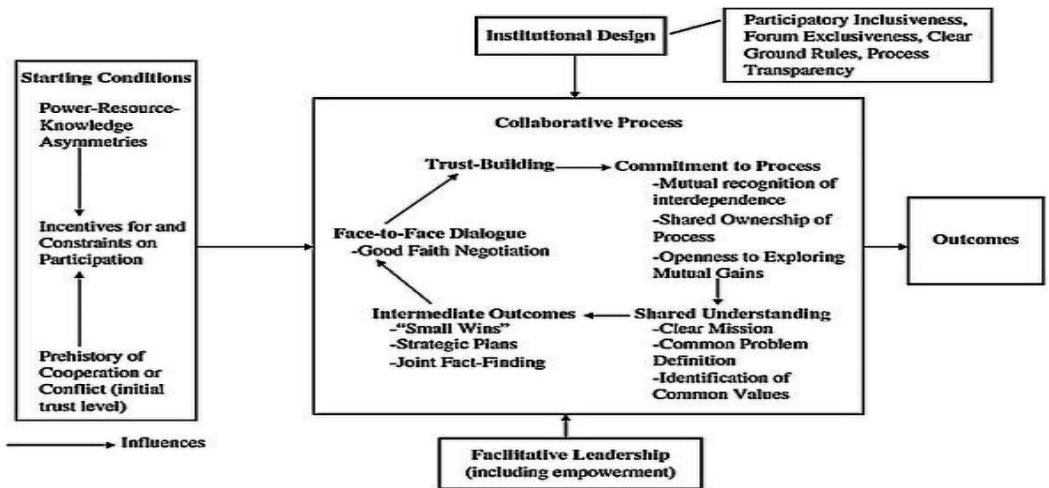 Institutional Design
Participatory Inclusiveness,
Forum Exclusiveness, Clear
Ground Rules, Process
Transparency
Starting Conditions
Power-Resource-
Knowledge
Asymmetries
Incentives for and
Constraints on
Participation
Prehistory of
Cooperation or
Conflict (initial
trust level)
Influences
Collaborative Process
Trust-Building
Commitment to Process
-Mutual recognition of
interdependence
-Shared Ownership of
Process
-Openness to Exploring
Mutual Gains
Face-to-Face Dialogue
-Good Faith Negotiation
Intermediate Outcomes
-“Small Wins”
-Strategic Plans
-Joint Fact-Finding
Shared Understanding
-Clear Mission
-Common Problem
Definition
-Identification of
Common Values
Outcomes
Facilitative Leadership
(including empowerment)